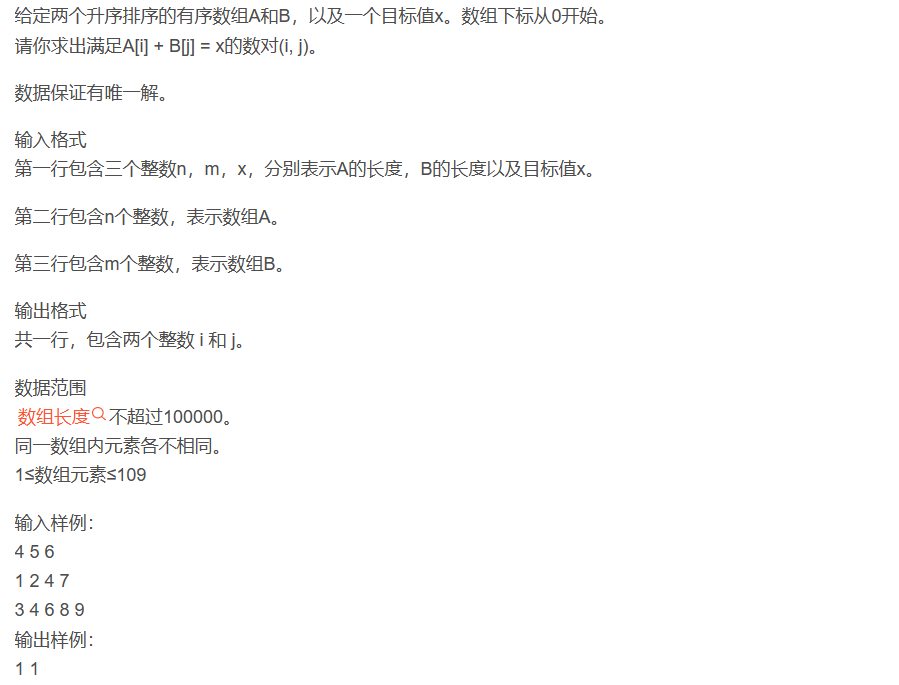 给定两个升序排序的有序数组A和B，以及一个目标值x。数组下标从0开始。
请你求出满足A[i] + B[j] = x的数对(i, j)。
数据保证有唯一解。
输入格式
第一行包含三个整数n，m，x，分别表示A的长度，B的长度以及目标值x。
第二行包含n个整数，表示数组A。
第三行包含m个整数，表示数组B。
输出格式
共一行，包含两个整数 i 和 j。
数据范围
数组长度不超过100000。
同一数组内元素各不相同。
1≤数组元素≤109
输入样例：
4 5 6
1 2 4 7
3 4 6 8 9
输出样例：
1 1